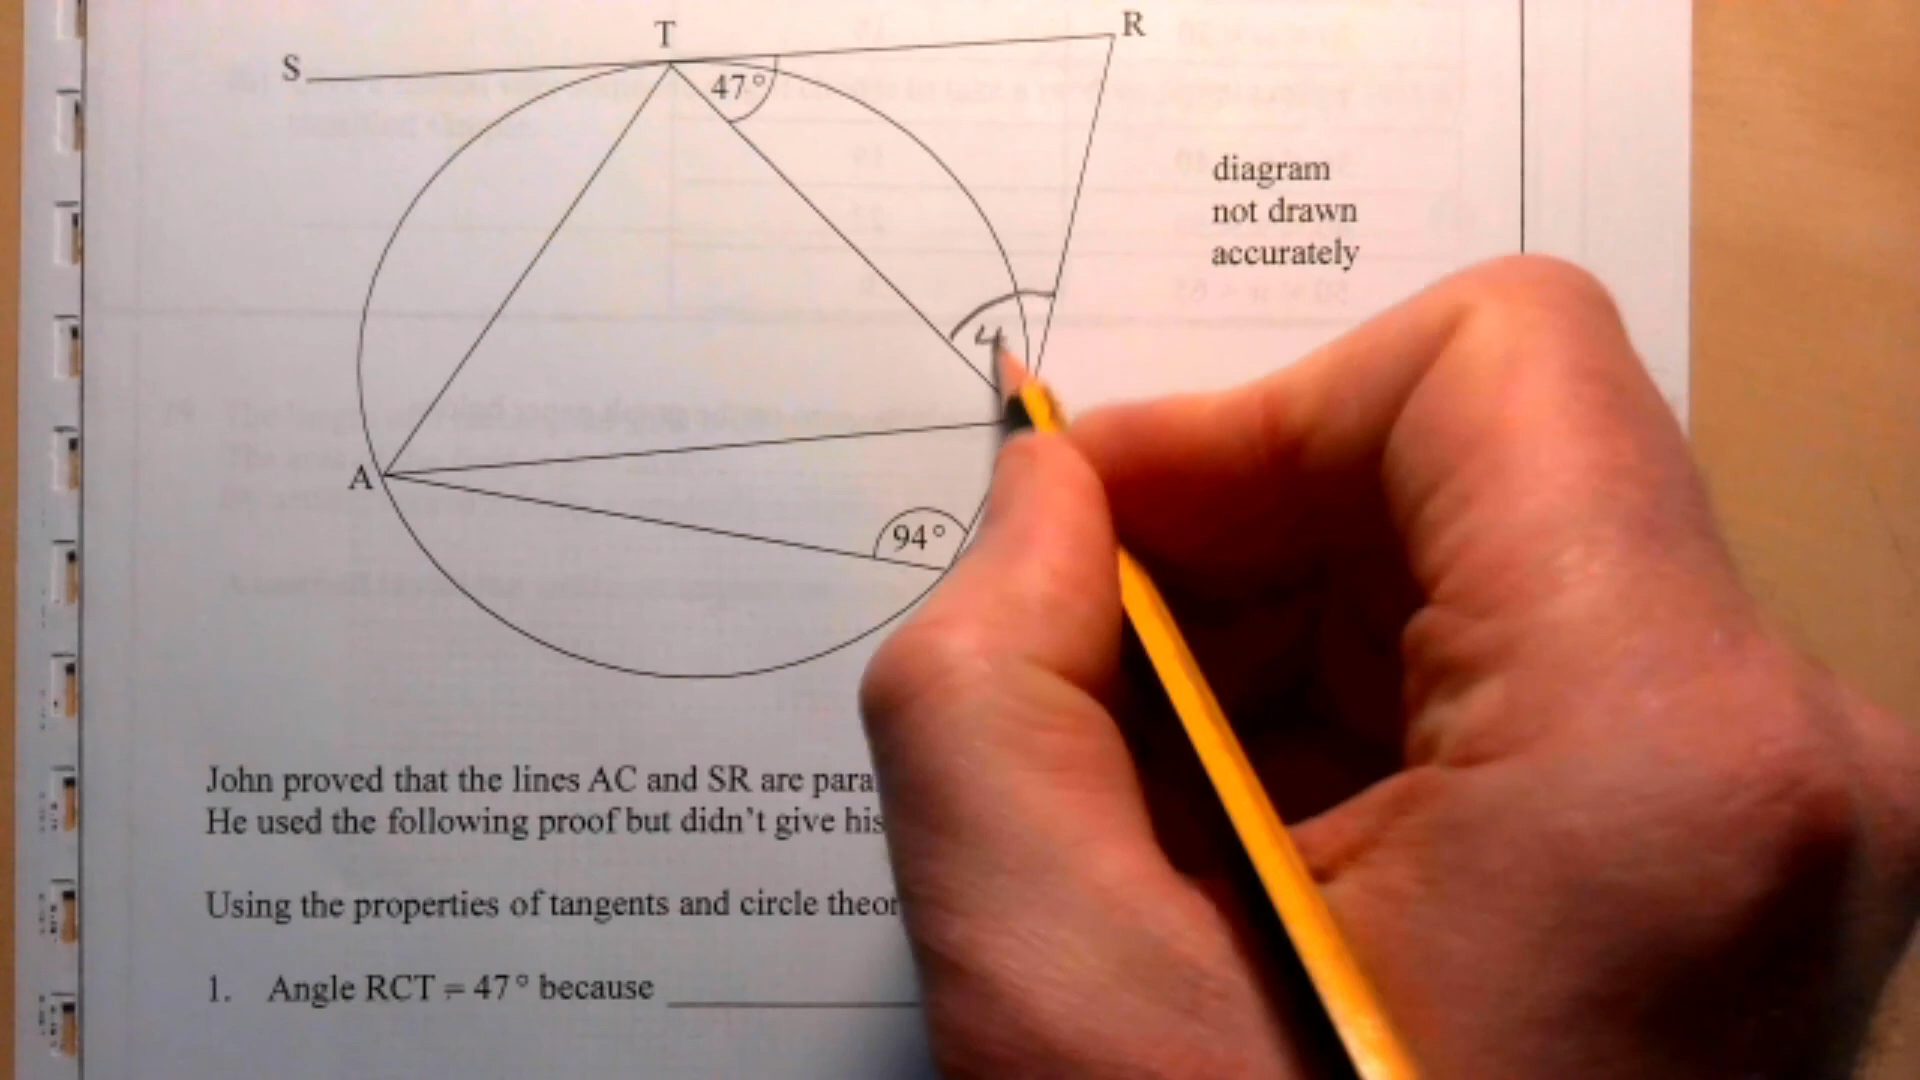 T
R
S
47°
diagram
not drawn
accurately
4
A
94°
John proved that the lines AC and SR are para
He used the following proof but didn't give his
Using the properties of tangents and circle theor
1. Angle RCT = 47° because